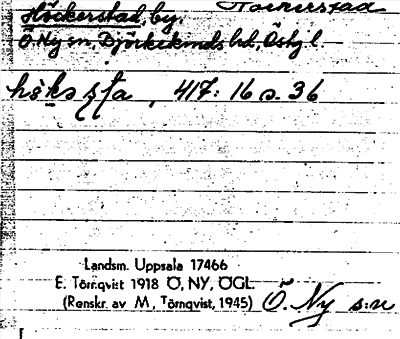 Höckerstad
Höckerstad, by.
Ö. Ny sn, Björkekinds hd, Östg l.
417: 16 s. 36
Landsm. Uppsala 17466
E. Törnqvist 1918 Ö, NY, ÖGL.
(Renskr. av M, Törnqvist, 1945) Ö. Ny s:n